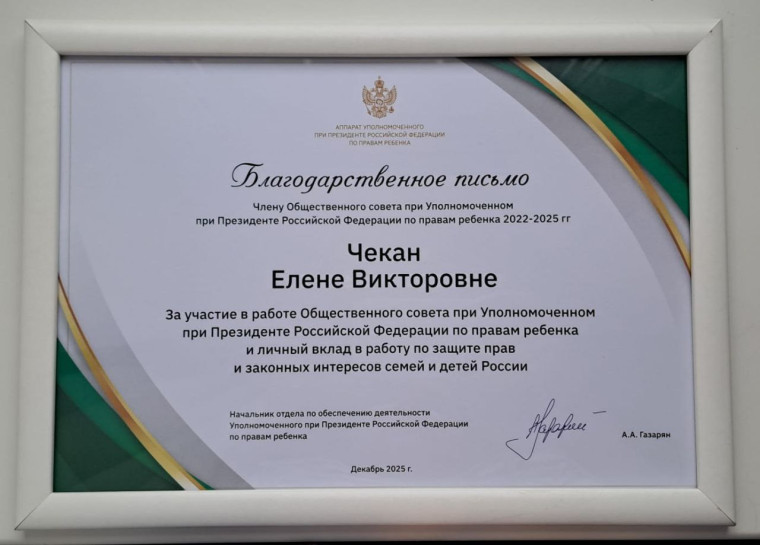 АППАРАТ УПОЛНОМОЧЕННОГО
ПРИ ПРЕЗИДЕНТЕ РОССИЙСКОЙ ФЕДЕРАЦИИ
ПО ПРАВАМ РЕБЕНКА
Благодарственное письмо
Члену Общественного совета при Уполномоченном
при Президенте Российской Федерации по правам ребенка 2022-2025 гг
Чекан
Елене Викторовне
За участие в работе Общественного совета при Уполномоченном
при Президенте Российской Федерации по правам ребенка
и личный вклад в работу по защите прав
и законных интересов семей и детей России
Начальник отдела по обеспечению деятельности
Уполномоченного при Президенте Российской Федерации
по правам ребенка
А.А. Газарян
Декабрь 2025 г.